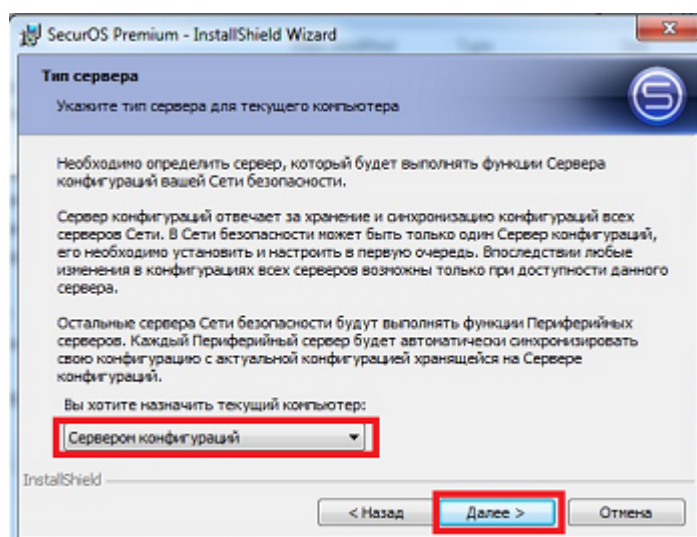 SecurOS Premium - InstallShield Wizard
Тип сервера
Укажите тип сервера для текущего компьютера
Необходимо определить сервер, который будет выполнять функции Сервера
конфигураций вашей Сети безопасности.
Сервер конфигураций отвечает за хранение и синхронизацию конфигураций всех
серверов Сети. В Сети безопасности может быть только один Сервер конфигураций,
его необходимо установить и настроить в первую очередь. Впоследствии любые
изменения в конфигурациях всех серверов возможны только при доступности данного
сервера.
Остальные сервера Сети безопасности будут выполнять функции Периферийных
серверов. Каждый Периферийный сервер будет автоматически синхронизировать
свою конфигурацию с актуальной конфигурацией хранящейся на Сервере
конфигураций.
Вы хотите назначить текущий компьютер:
Сервером конфигураций
InstallShield
< Назад Далее > Отмена